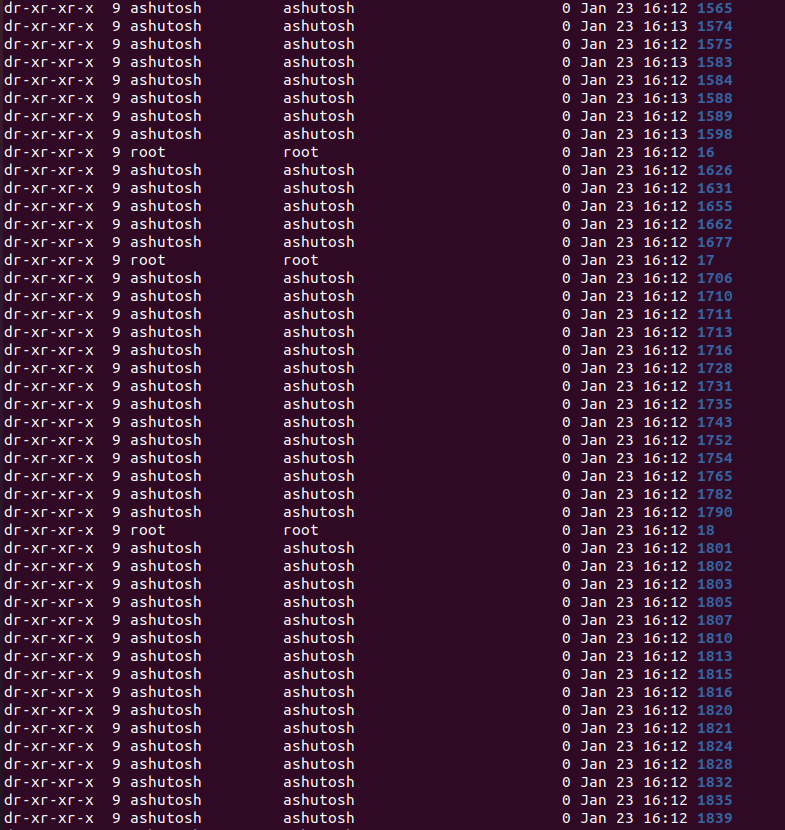 dr-xr-xr-x  9 ashutosh         ashutosh                       0 Jan 23 16:12 1565
dr-xr-xr-x  9 ashutosh         ashutosh                       0 Jan 23 16:13 1574
dr-xr-xr-x  9 ashutosh         ashutosh                       0 Jan 23 16:12 1575
dr-xr-xr-x  9 ashutosh         ashutosh                       0 Jan 23 16:13 1583
dr-xr-xr-x  9 ashutosh         ashutosh                       0 Jan 23 16:12 1584
dr-xr-xr-x  9 ashutosh         ashutosh                       0 Jan 23 16:13 1588
dr-xr-xr-x  9 ashutosh         ashutosh                       0 Jan 23 16:12 1589
dr-xr-xr-x  9 ashutosh         ashutosh                       0 Jan 23 16:13 1598
dr-xr-xr-x  9 root             root                           0 Jan 23 16:12 16
dr-xr-xr-x  9 ashutosh         ashutosh                       0 Jan 23 16:12 1626
dr-xr-xr-x  9 ashutosh         ashutosh                       0 Jan 23 16:12 1631
dr-xr-xr-x  9 ashutosh         ashutosh                       0 Jan 23 16:12 1655
dr-xr-xr-x  9 ashutosh         ashutosh                       0 Jan 23 16:12 1662
dr-xr-xr-x  9 ashutosh         ashutosh                       0 Jan 23 16:12 1677
dr-xr-xr-x  9 root             root                           0 Jan 23 16:12 17
dr-xr-xr-x  9 ashutosh         ashutosh                       0 Jan 23 16:12 1706
dr-xr-xr-x  9 ashutosh         ashutosh                       0 Jan 23 16:12 1710
dr-xr-xr-x  9 ashutosh         ashutosh                       0 Jan 23 16:12 1711
dr-xr-xr-x  9 ashutosh         ashutosh                       0 Jan 23 16:12 1713
dr-xr-xr-x  9 ashutosh         ashutosh                       0 Jan 23 16:12 1716
dr-xr-xr-x  9 ashutosh         ashutosh                       0 Jan 23 16:12 1728
dr-xr-xr-x  9 ashutosh         ashutosh                       0 Jan 23 16:12 1731
dr-xr-xr-x  9 ashutosh         ashutosh                       0 Jan 23 16:12 1735
dr-xr-xr-x  9 ashutosh         ashutosh                       0 Jan 23 16:12 1743
dr-xr-xr-x  9 ashutosh         ashutosh                       0 Jan 23 16:12 1752
dr-xr-xr-x  9 ashutosh         ashutosh                       0 Jan 23 16:12 1754
dr-xr-xr-x  9 ashutosh         ashutosh                       0 Jan 23 16:12 1765
dr-xr-xr-x  9 ashutosh         ashutosh                       0 Jan 23 16:12 1782
dr-xr-xr-x  9 ashutosh         ashutosh                       0 Jan 23 16:12 1790
dr-xr-xr-x  9 root             root                           0 Jan 23 16:12 18
dr-xr-xr-x  9 ashutosh         ashutosh                       0 Jan 23 16:12 1801
dr-xr-xr-x  9 ashutosh         ashutosh                       0 Jan 23 16:12 1802
dr-xr-xr-x  9 ashutosh         ashutosh                       0 Jan 23 16:12 1803
dr-xr-xr-x  9 ashutosh         ashutosh                       0 Jan 23 16:12 1805
dr-xr-xr-x  9 ashutosh         ashutosh                       0 Jan 23 16:12 1807
dr-xr-xr-x  9 ashutosh         ashutosh                       0 Jan 23 16:12 1810
dr-xr-xr-x  9 ashutosh         ashutosh                       0 Jan 23 16:12 1813
dr-xr-xr-x  9 ashutosh         ashutosh                       0 Jan 23 16:12 1815
dr-xr-xr-x  9 ashutosh         ashutosh                       0 Jan 23 16:12 1816
dr-xr-xr-x  9 ashutosh         ashutosh                       0 Jan 23 16:12 1820
dr-xr-xr-x  9 ashutosh         ashutosh                       0 Jan 23 16:12 1821
dr-xr-xr-x  9 ashutosh         ashutosh                       0 Jan 23 16:12 1824
dr-xr-xr-x  9 ashutosh         ashutosh                       0 Jan 23 16:12 1828
dr-xr-xr-x  9 ashutosh         ashutosh                       0 Jan 23 16:12 1832
dr-xr-xr-x  9 ashutosh         ashutosh                       0 Jan 23 16:12 1835
dr-xr-xr-x  9 ashutosh         ashutosh                       0 Jan 23 16:12 1839